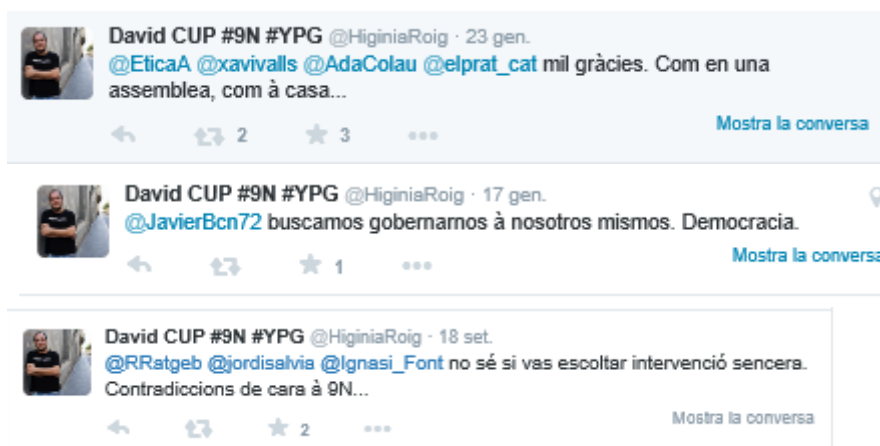 David CUP #9N #YPG @HiginiaRoig · 23 gen.
@EticaA @xavivalls @AdaColau @elprat_cat mil gràcies. Com en una
assemblea, com à casa...
Mostra la conversa
2 3
David CUP #9N #YPG @HiginiaRoig · 17 gen.
@JavierBcn72 buscamos gobernarnos à nosotros mismos. Democracia.
Mostra la conversa
1
David CUP #9N #YPG @HiginiaRoig · 18 set.
@RRatgeb @jordisalvia @Ignasi_Font no sé si vas escoltar intervenció sencera.
Contradiccions de cara à 9N...
Mostra la conversa
2